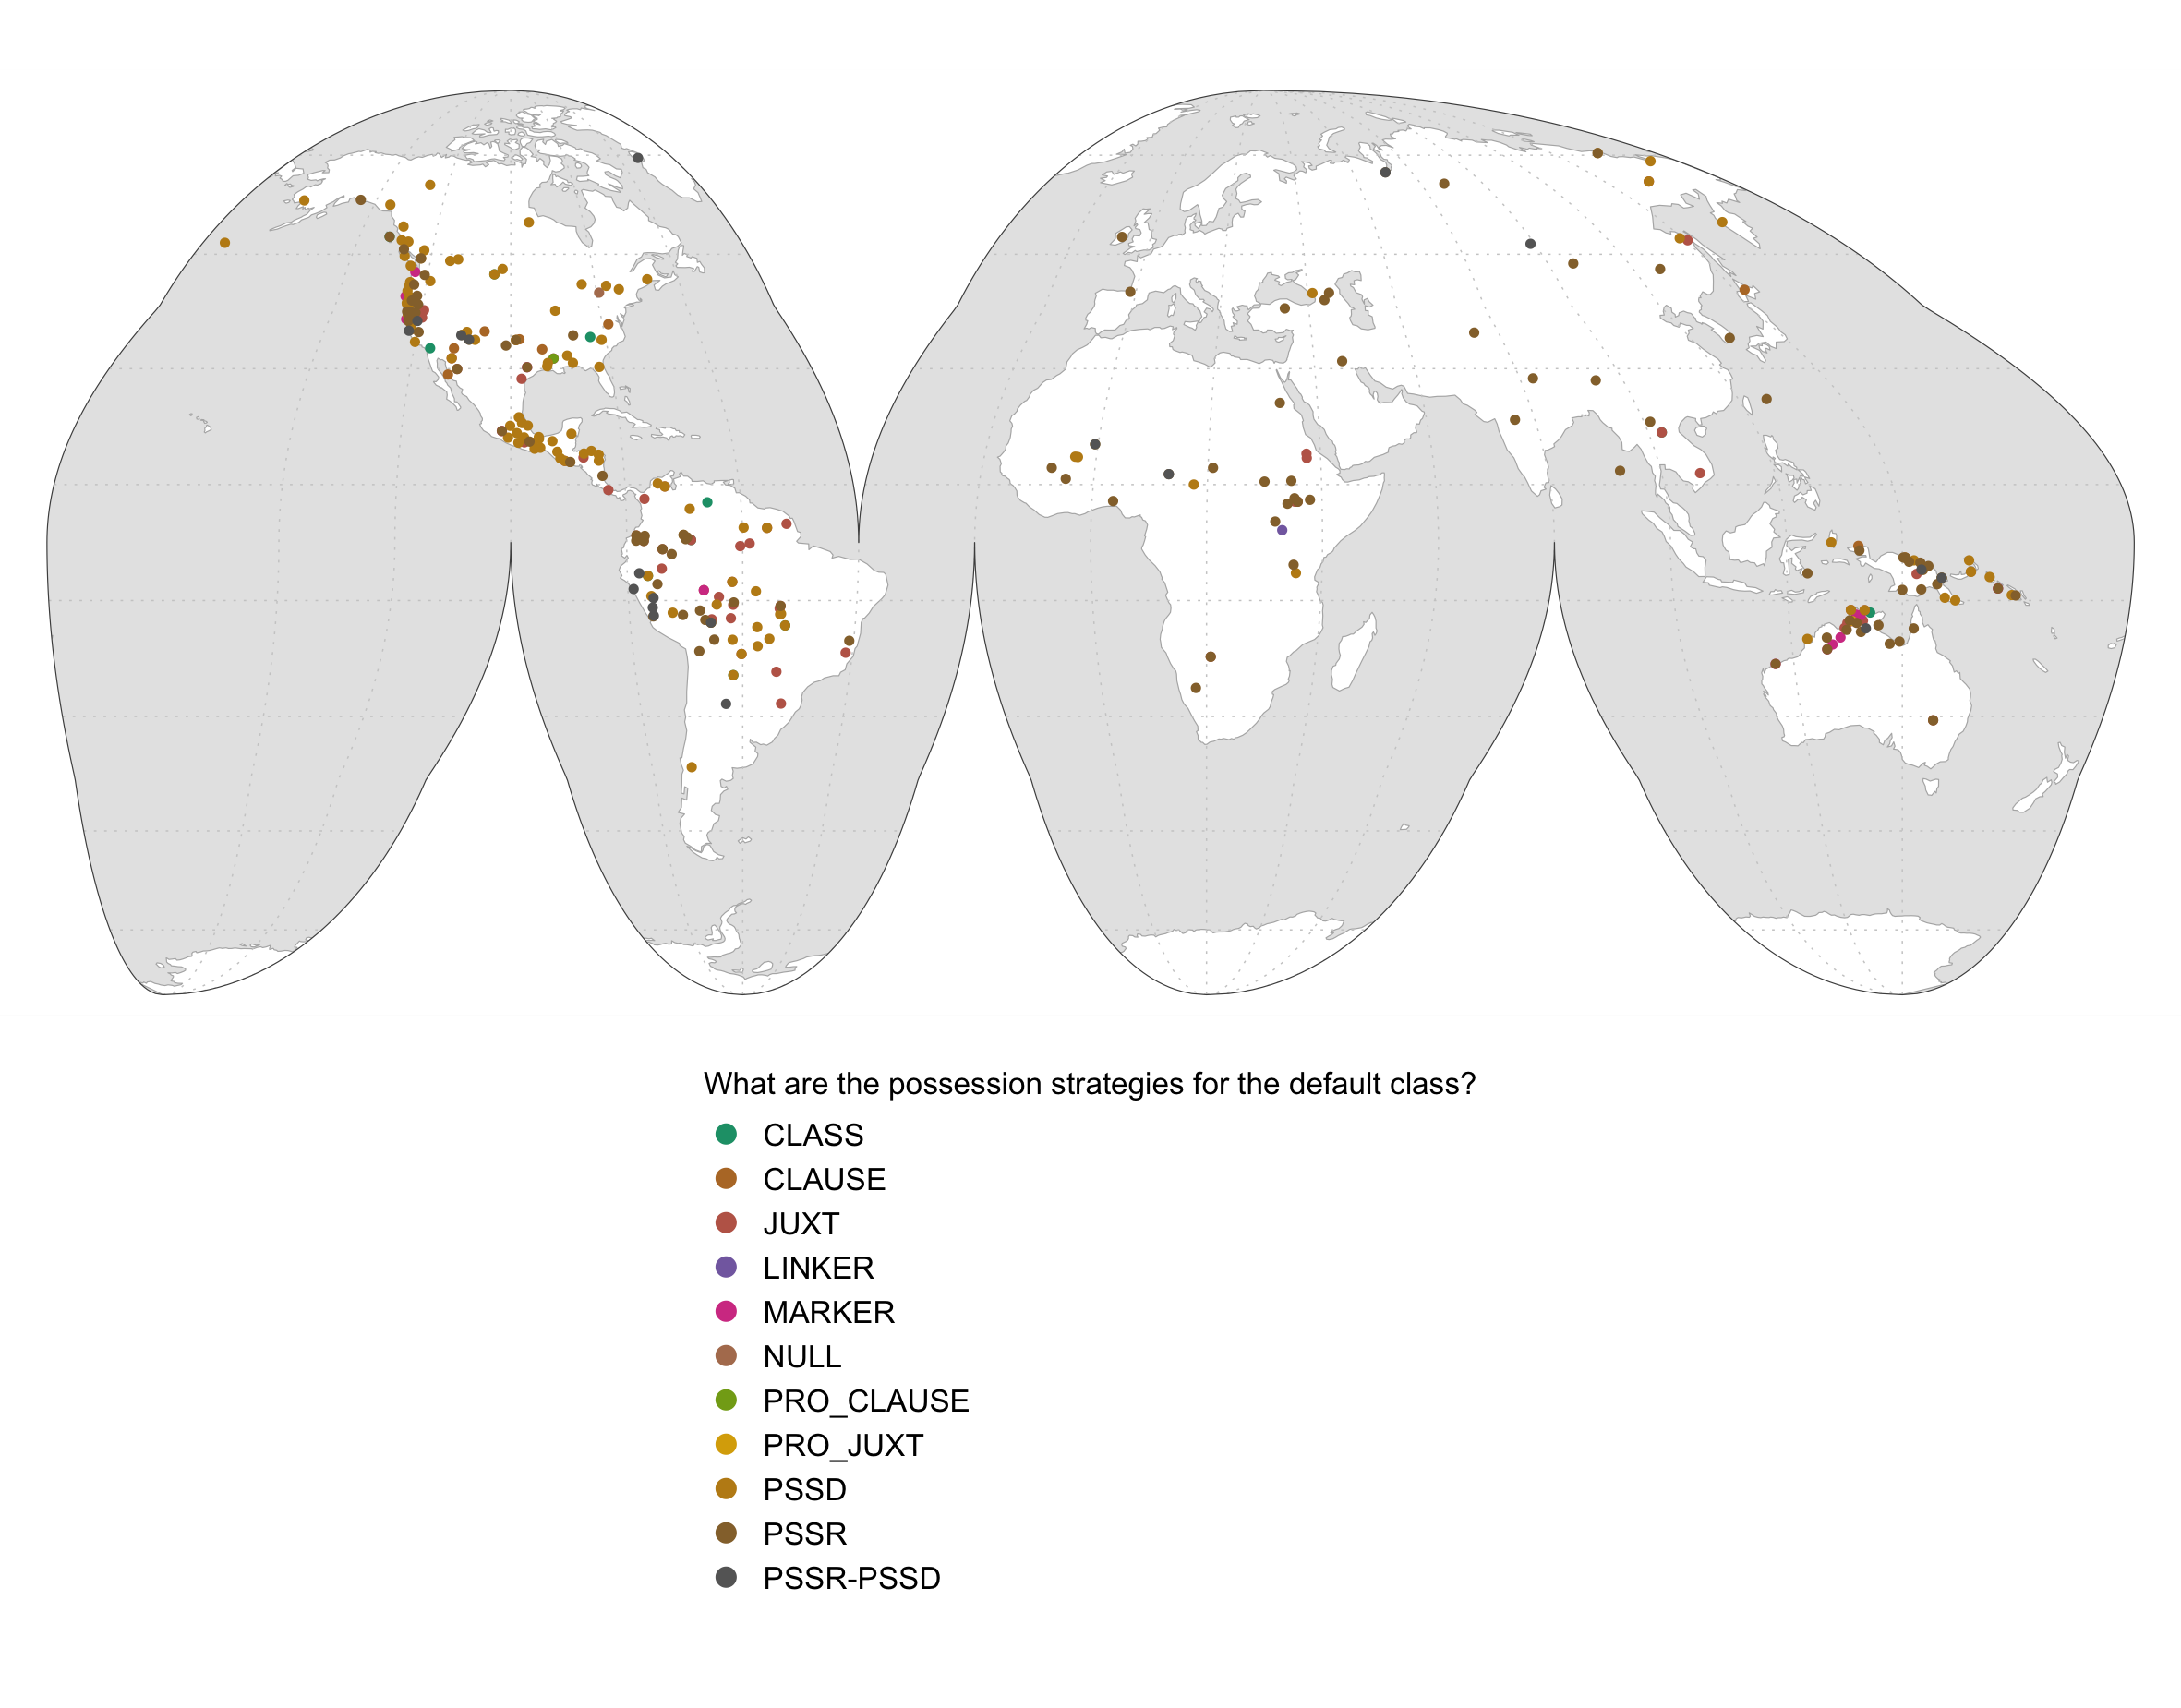 What are the possession strategies for the default class?
CLASS
CLAUSE
JUXT
LINKER
MARKER
NULL
PRO_CLAUSE
PRO_JUXT
PSSD
PSSR
PSSR-PSSD